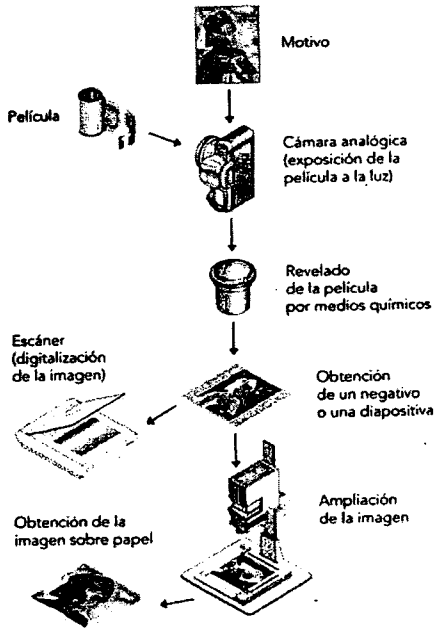 Motivo
Película
Cámara analógica
(exposición de la
película a la luz)
Revelado
de la película
por medios químicos
Escáner
(digitalización
de la imagen)
Obtención
de un negativo
o una diapositiva
Ampliación
de la imagen
Obtención de la
imagen sobre papel